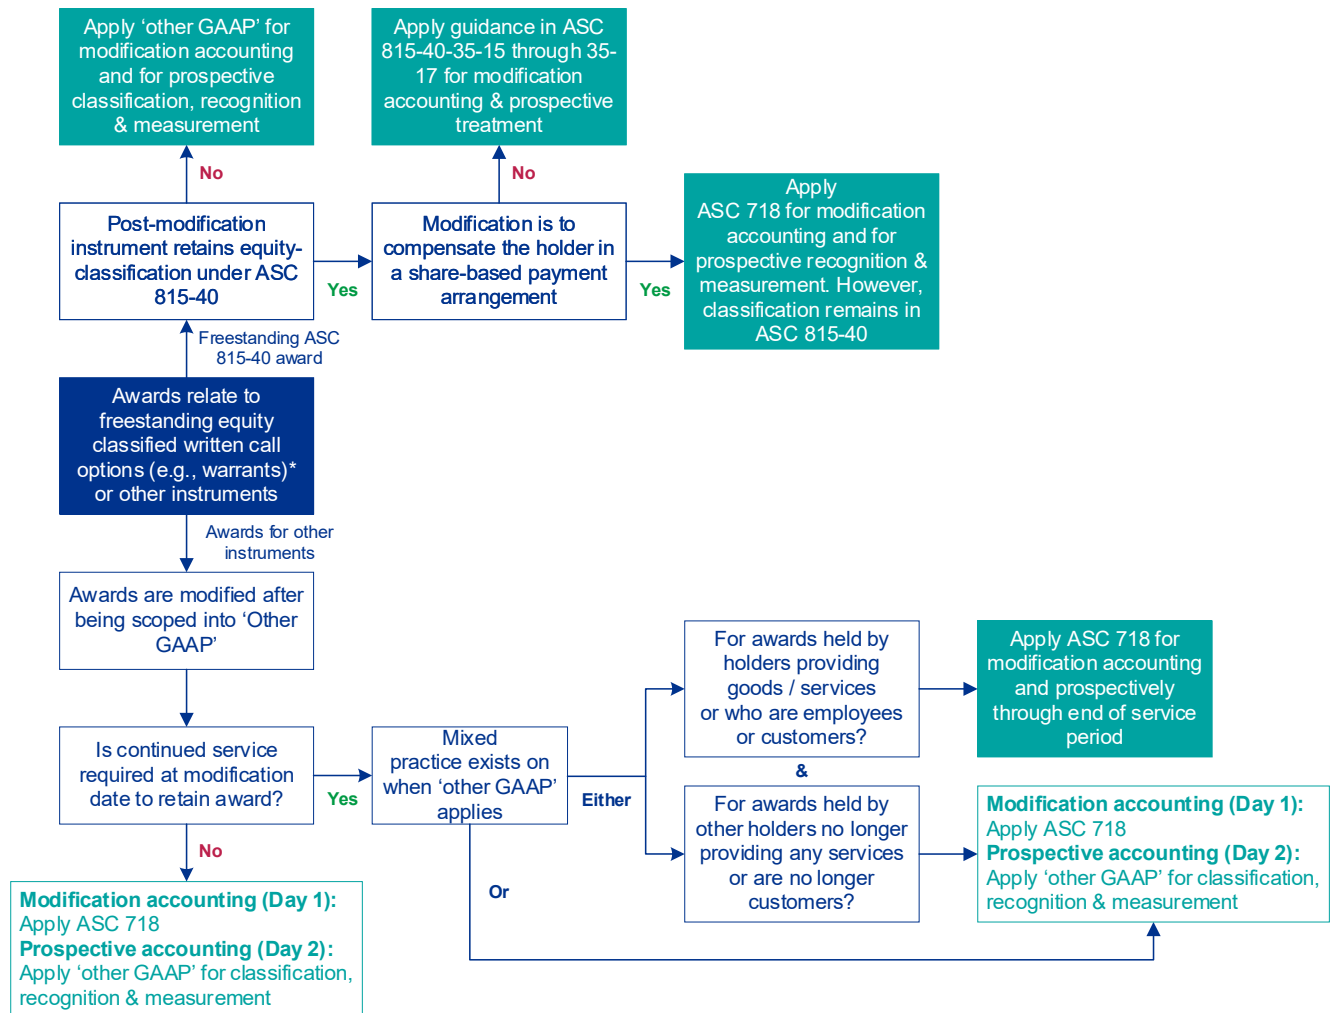 Apply ‘other GAAP’ for
modification accounting
and for prospective
classification, recognition
& measurement
Apply guidance in ASC
815-40-35-15 through 35-
17 for modification
accounting & prospective
treatment
No
No
Post-modification
instrument retains equity-
classification under ASC
815-40
Yes
Modification is to
compensate the holder in
a share-based payment
arrangement
Yes
Apply
ASC 718 for modification
accounting and for
prospective recognition &
measurement. However,
classification remains in
ASC 815-40
Freestanding ASC
815-40 award
Awards relate to
freestanding equity
classified written call
options (e.g., warrants)*
or other instruments
Awards for other
instruments
Awards are modified after
being scoped into ‘Other
GAAP’
Is continued service
required at modification
date to retain award?
Yes
Mixed
practice exists on
when ‘other GAAP’
applies
Either
For awards held by
holders providing
goods / services
or who are employees
or customers?
Apply ASC 718 for
modification accounting
and prospectively
through end of service
period
&
For awards held by
other holders no longer
providing any services
or are no longer
customers?
Modification accounting (Day 1):
Apply ASC 718
Prospective accounting (Day 2):
Apply ‘other GAAP’ for classification,
recognition & measurement
No
Or
Modification accounting (Day 1):
Apply ASC 718
Prospective accounting (Day 2):
Apply ‘other GAAP’ for classification,
recognition & measurement